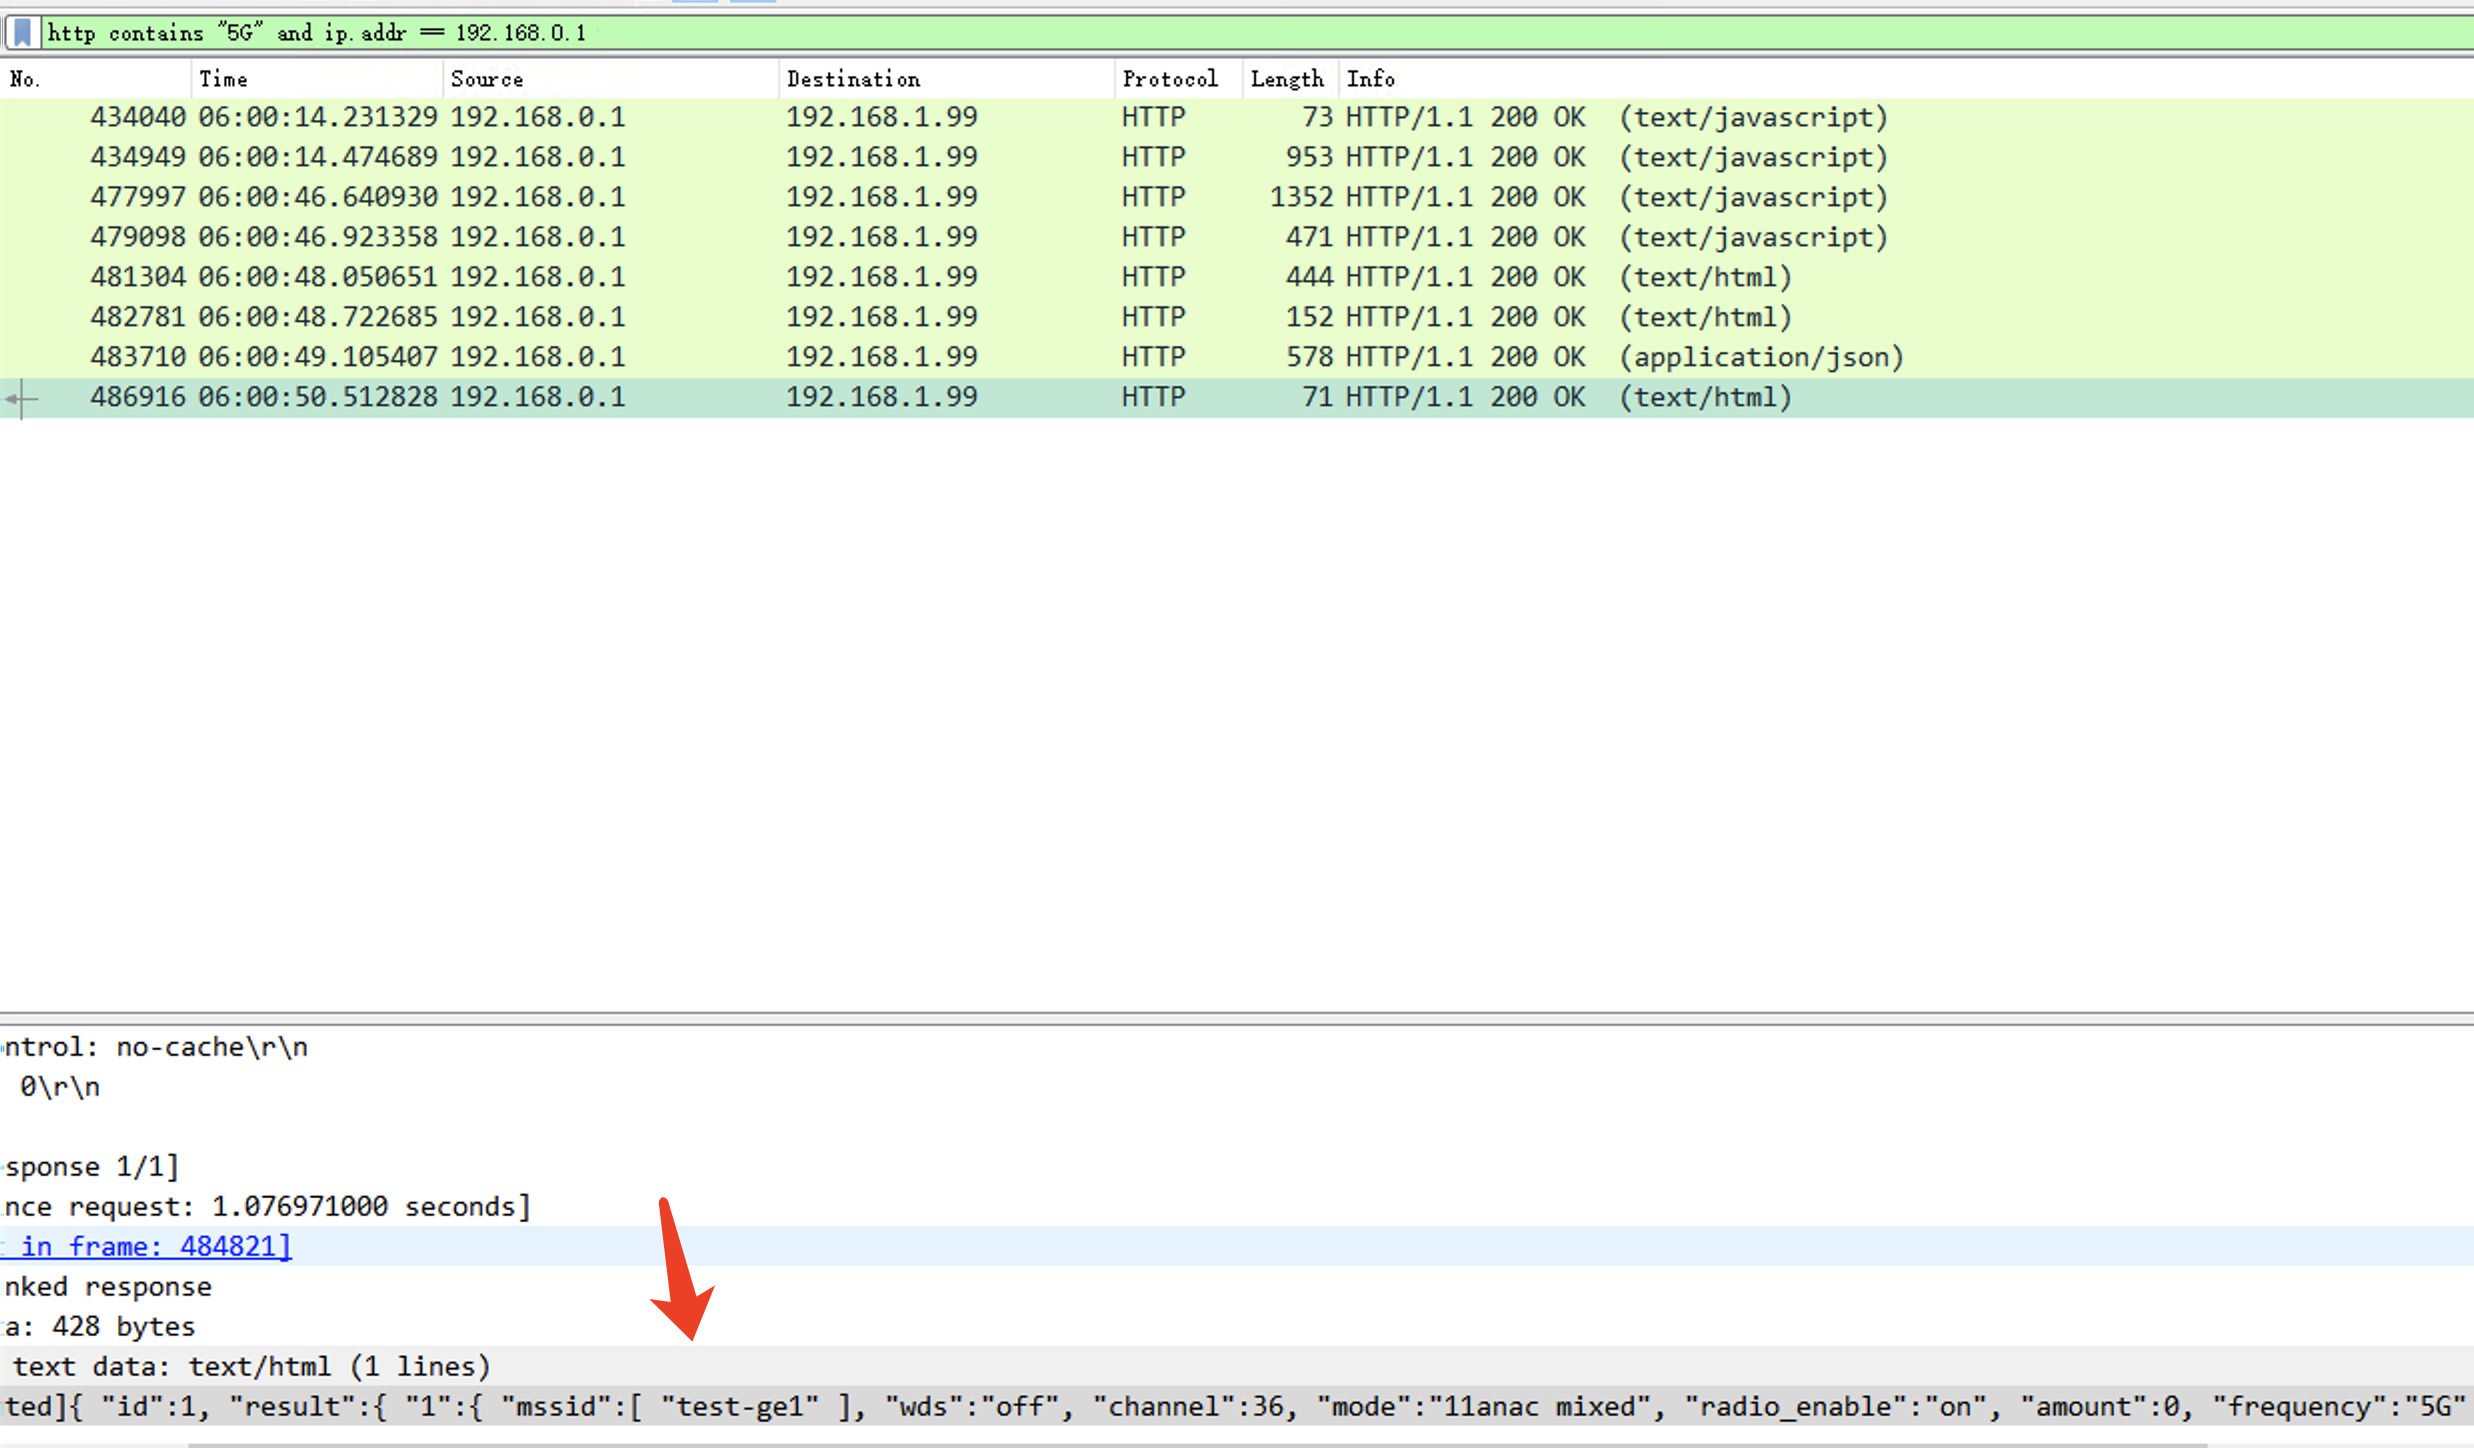 http contains "5G" and ip.addr == 192.168.0.1
No. Time Source Destination Protocol Length Info
434040 06:00:14.231329 192.168.0.1 192.168.1.99 HTTP 73 HTTP/1.1 200 OK (text/javascript)
434949 06:00:14.474689 192.168.0.1 192.168.1.99 HTTP 953 HTTP/1.1 200 OK (text/javascript)
477997 06:00:46.640930 192.168.0.1 192.168.1.99 HTTP 1352 HTTP/1.1 200 OK (text/javascript)
479098 06:00:46.923358 192.168.0.1 192.168.1.99 HTTP 471 HTTP/1.1 200 OK (text/javascript)
481304 06:00:48.050651 192.168.0.1 192.168.1.99 HTTP 444 HTTP/1.1 200 OK (text/html)
482781 06:00:48.722685 192.168.0.1 192.168.1.99 HTTP 152 HTTP/1.1 200 OK (text/html)
483710 06:00:49.105407 192.168.0.1 192.168.1.99 HTTP 578 HTTP/1.1 200 OK (application/json)
486916 06:00:50.512828 192.168.0.1 192.168.1.99 HTTP 71 HTTP/1.1 200 OK (text/html)
ntrol: no-cache\r\n
0\r\n
sponse 1/1]
nce request: 1.076971000 seconds]
in frame: 484821]
nked response
a: 428 bytes
text data: text/html (1 lines)
ted]{ "id":1, "result":{ "1":{ "mssid":[ "test-ge1" ], "wds":"off", "channel":36, "mode":"11anac mixed", "radio_enable":"on", "amount":0, "frequency":"5G"